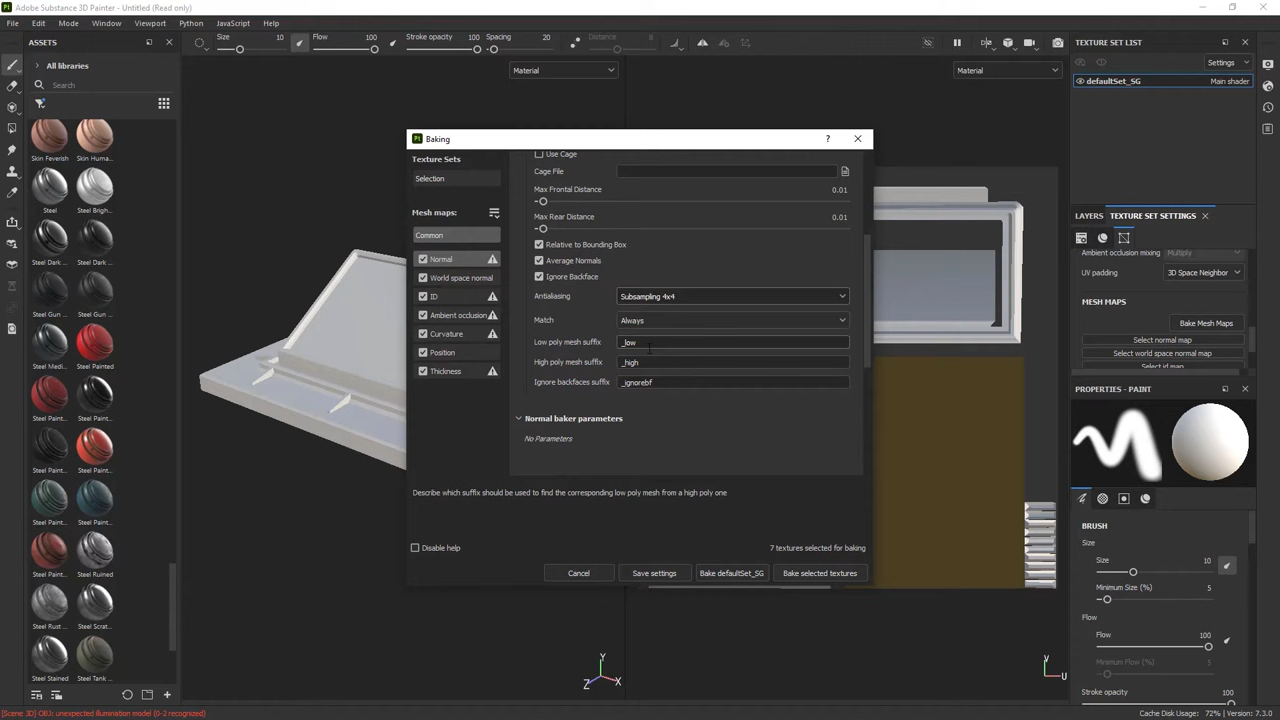 Adobe Substance 3D Painter - Untitled (Read only)
File Edit Mode Window Viewport Python JavaScript Help
Size 10 Flow 100 Stroke opacity 100 Spacing 20 Distance 8
ASSETS
All libraries
Search
Skin Feverish Skin Huma...
Steel Steel Brigh...
Steel Dark ... Steel Dark ...
Steel Gun ... Steel Gun ...
Steel Medi... Steel Painted
Steel Paint... Steel Paint...
Steel Paint... Steel Paint...
Steel Paint... Steel Paint...
Steel Paint... Steel Ruined
Steel Rust ... Steel Scrat...
Steel Stained Steel Tank ...
Material
Material
Baking
Texture Sets
Selection
Mesh maps:
Common
Normal
World space normal
ID
Ambient occlusion
Curvature
Position
Thickness
Use Cage
Cage File
Max Frontal Distance 0.01
Max Rear Distance 0.01
Relative to Bounding Box
Average Normals
Ignore Backface
Antialiasing Subsampling 4x4
Match Always
Low poly mesh suffix _low
High poly mesh suffix _high
Ignore backfaces suffix _ignorebf
Normal baker parameters
No Parameters
Describe which suffix should be used to find the corresponding low poly mesh from a high poly one
Disable help
7 textures selected for baking
Cancel Save settings Bake defaultSet_SG Bake selected textures
Y
Z X
V
U
TEXTURE SET LIST
Settings
defaultSet_SG Main shader
LAYERS TEXTURE SET SETTINGS
Ambient occlusion mixing Multiply
UV padding 3D Space Neighbor
MESH MAPS
Bake Mesh Maps
Select normal map
Select world space normal map
Select id map
PROPERTIES - PAINT
BRUSH
Size
Size 10
Minimum Size (%) 5
Flow
Flow 100
Minimum Flow (%) 5
Stroke opacity 100
[Scene 3D] OBJ: unexpected illumination model (0-2 recognized)
Cache Disk Usage: 72% | Version: 7.3.0